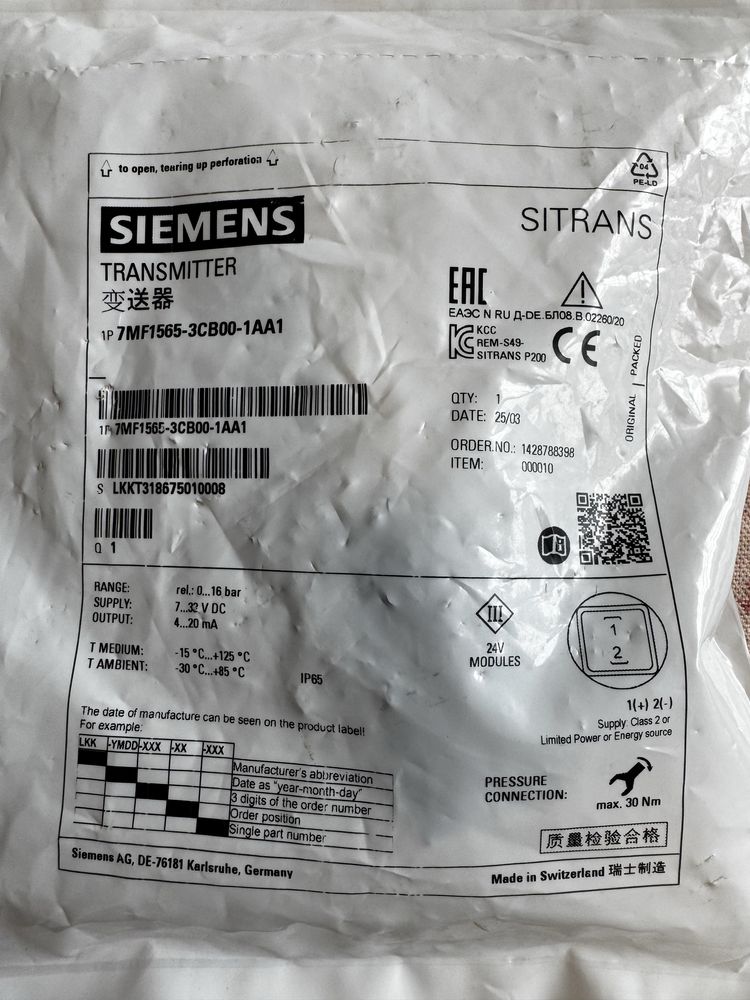 to open, tearing up perforation
04
PE-LD
SIEMENS
SITRANS
TRANSMITTER
变送器
1P 7MF1565-3CB00-1AA1
EAC
ЕАЭС N RU Д-DE.БЛ08.В.02260/20
KCC
REM-S49-
SITRANS P200
CE
ORIGINAL | PACKED
S
1P 7MF1565-3CB00-1AA1
QTY: 1
DATE: 25/03
ORDER.NO.: 1428788398
ITEM: 000010
S LKKT318675010008
Q 1
RANGE: rel.: 0...16 bar
SUPPLY: 7...32 V DC
OUTPUT: 4...20 mA
T MEDIUM: -15 °C...+125 °C
T AMBIENT: -30 °C...+85 °C
IP65
III
24V
MODULES
1
2
1(+) 2(-)
Supply: Class 2 or
Limited Power or Energy source
The date of manufacture can be seen on the product label!
For example:
LKK -YMDD -XXX -XX -XXX
Manufacturer's abbreviation
Date as "year-month-day"
3 digits of the order number
Order position
Single part number
PRESSURE
CONNECTION:
max. 30 Nm
质量检验合格
Siemens AG, DE-76181 Karlsruhe, Germany
Made in Switzerland 瑞士制造